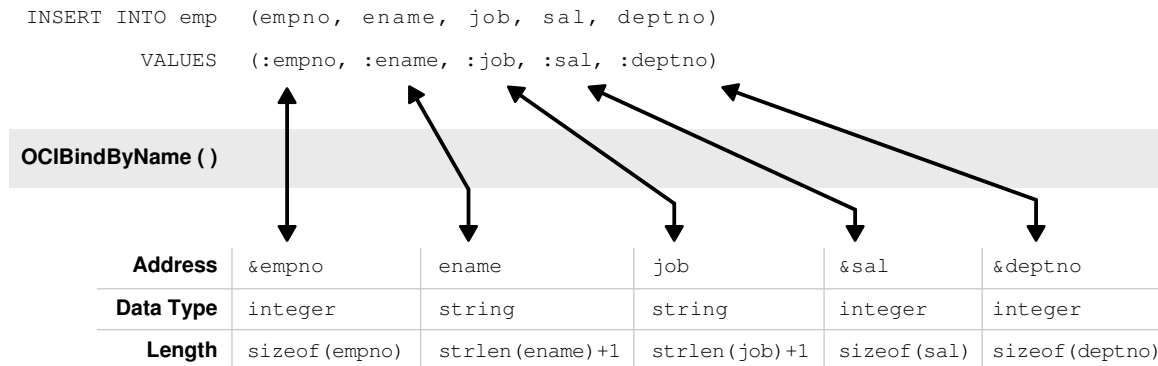 INSERT INTO emp (empno, ename, job, sal, deptno)
VALUES (:empno, :ename, :job, :sal, :deptno)
OCIBindByName ( )
Address &empno ename job &sal &deptno
Data Type integer string string integer integer
Length sizeof(empno) strlen(ename)+1 strlen(job)+1 sizeof(sal) sizeof(deptno)